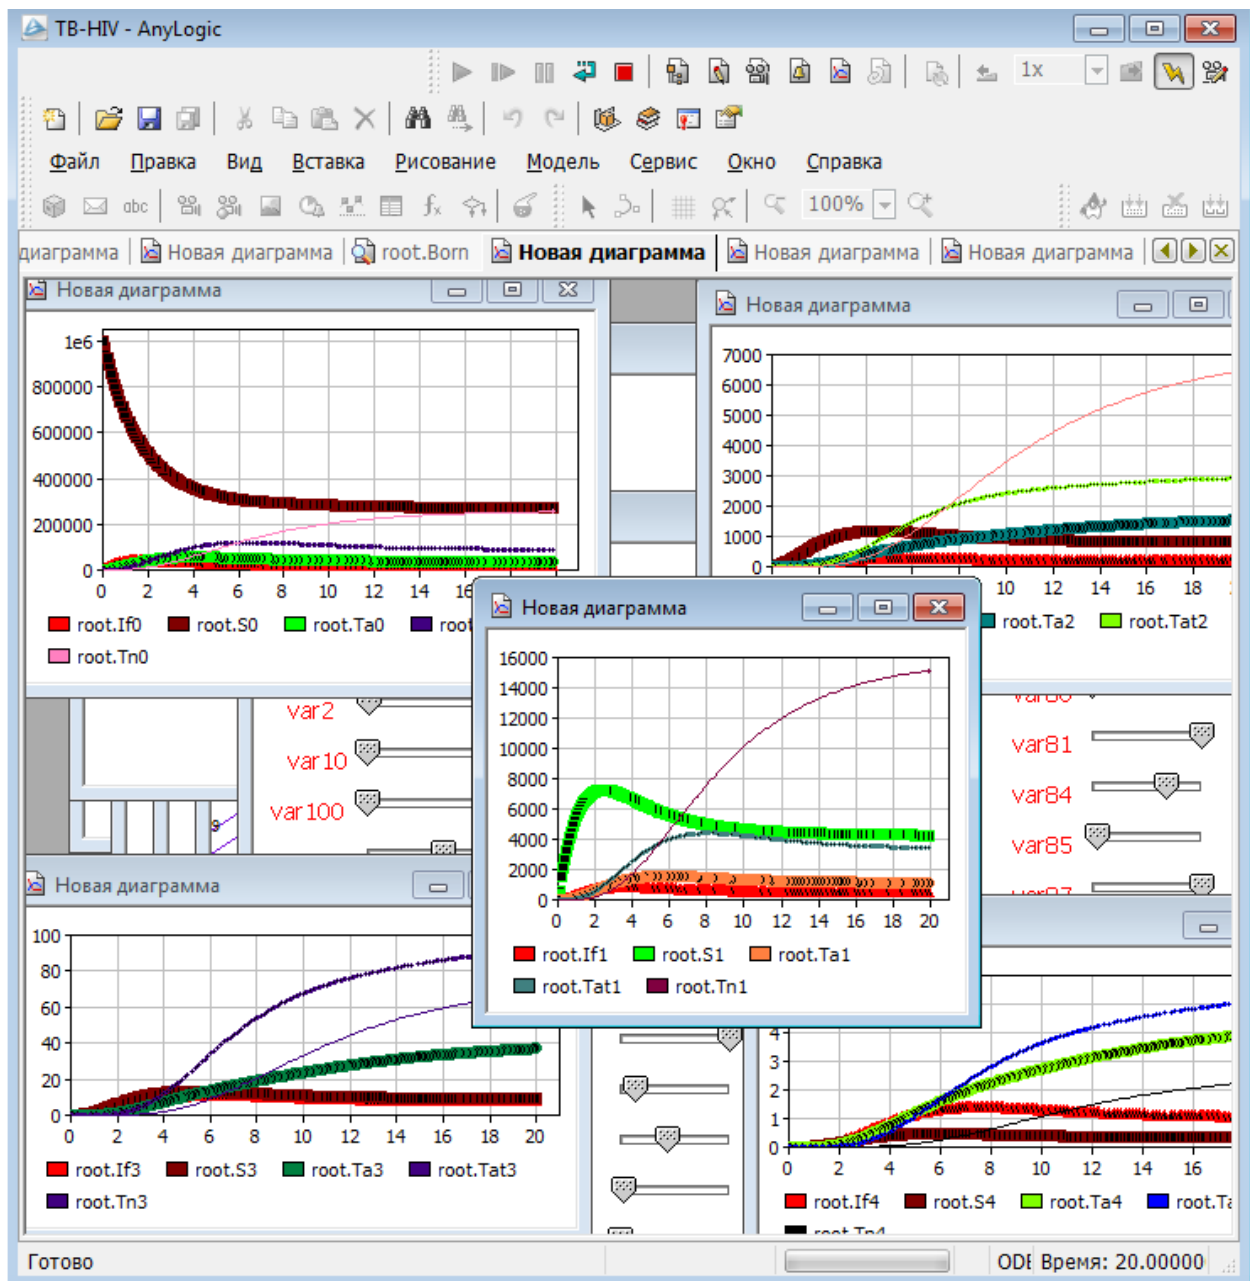 TB-HIV - AnyLogic
1x
Файл Правка Вид Вставка Рисование Модель Сервис Окно Справка
abc 100%
диаграмма Новая диаграмма root.Born Новая диаграмма Новая диаграмма Новая диаграмма
Новая диаграмма
1e6
800000
600000
400000
200000
0
0 2 4 6 8 10 12 14 16
root.If0 root.S0 root.Ta0 root
root.Tn0
Новая диаграмма
7000
6000
5000
4000
3000
2000
1000
0
10 12 14 16 18
root.Ta2 root.Tat2
var2
var10
var100
9
Новая диаграмма
16000
14000
12000
10000
8000
6000
4000
2000
0
0 2 4 6 8 10 12 14 16 18 20
root.If1 root.S1 root.Ta1
root.Tat1 root.Tn1
var81
var84
var85
Новая диаграмма
100
80
60
40
20
0
0 2 4 6 8 10 12 14 16 18 20
root.If3 root.S3 root.Ta3 root.Tat3
root.Tn3
4
3
2
1
0
0 2 4 6 8 10 12 14 16
root.If4 root.S4 root.Ta4 root.Ta
root.Tn4
Готово
ODE Время: 20.00000